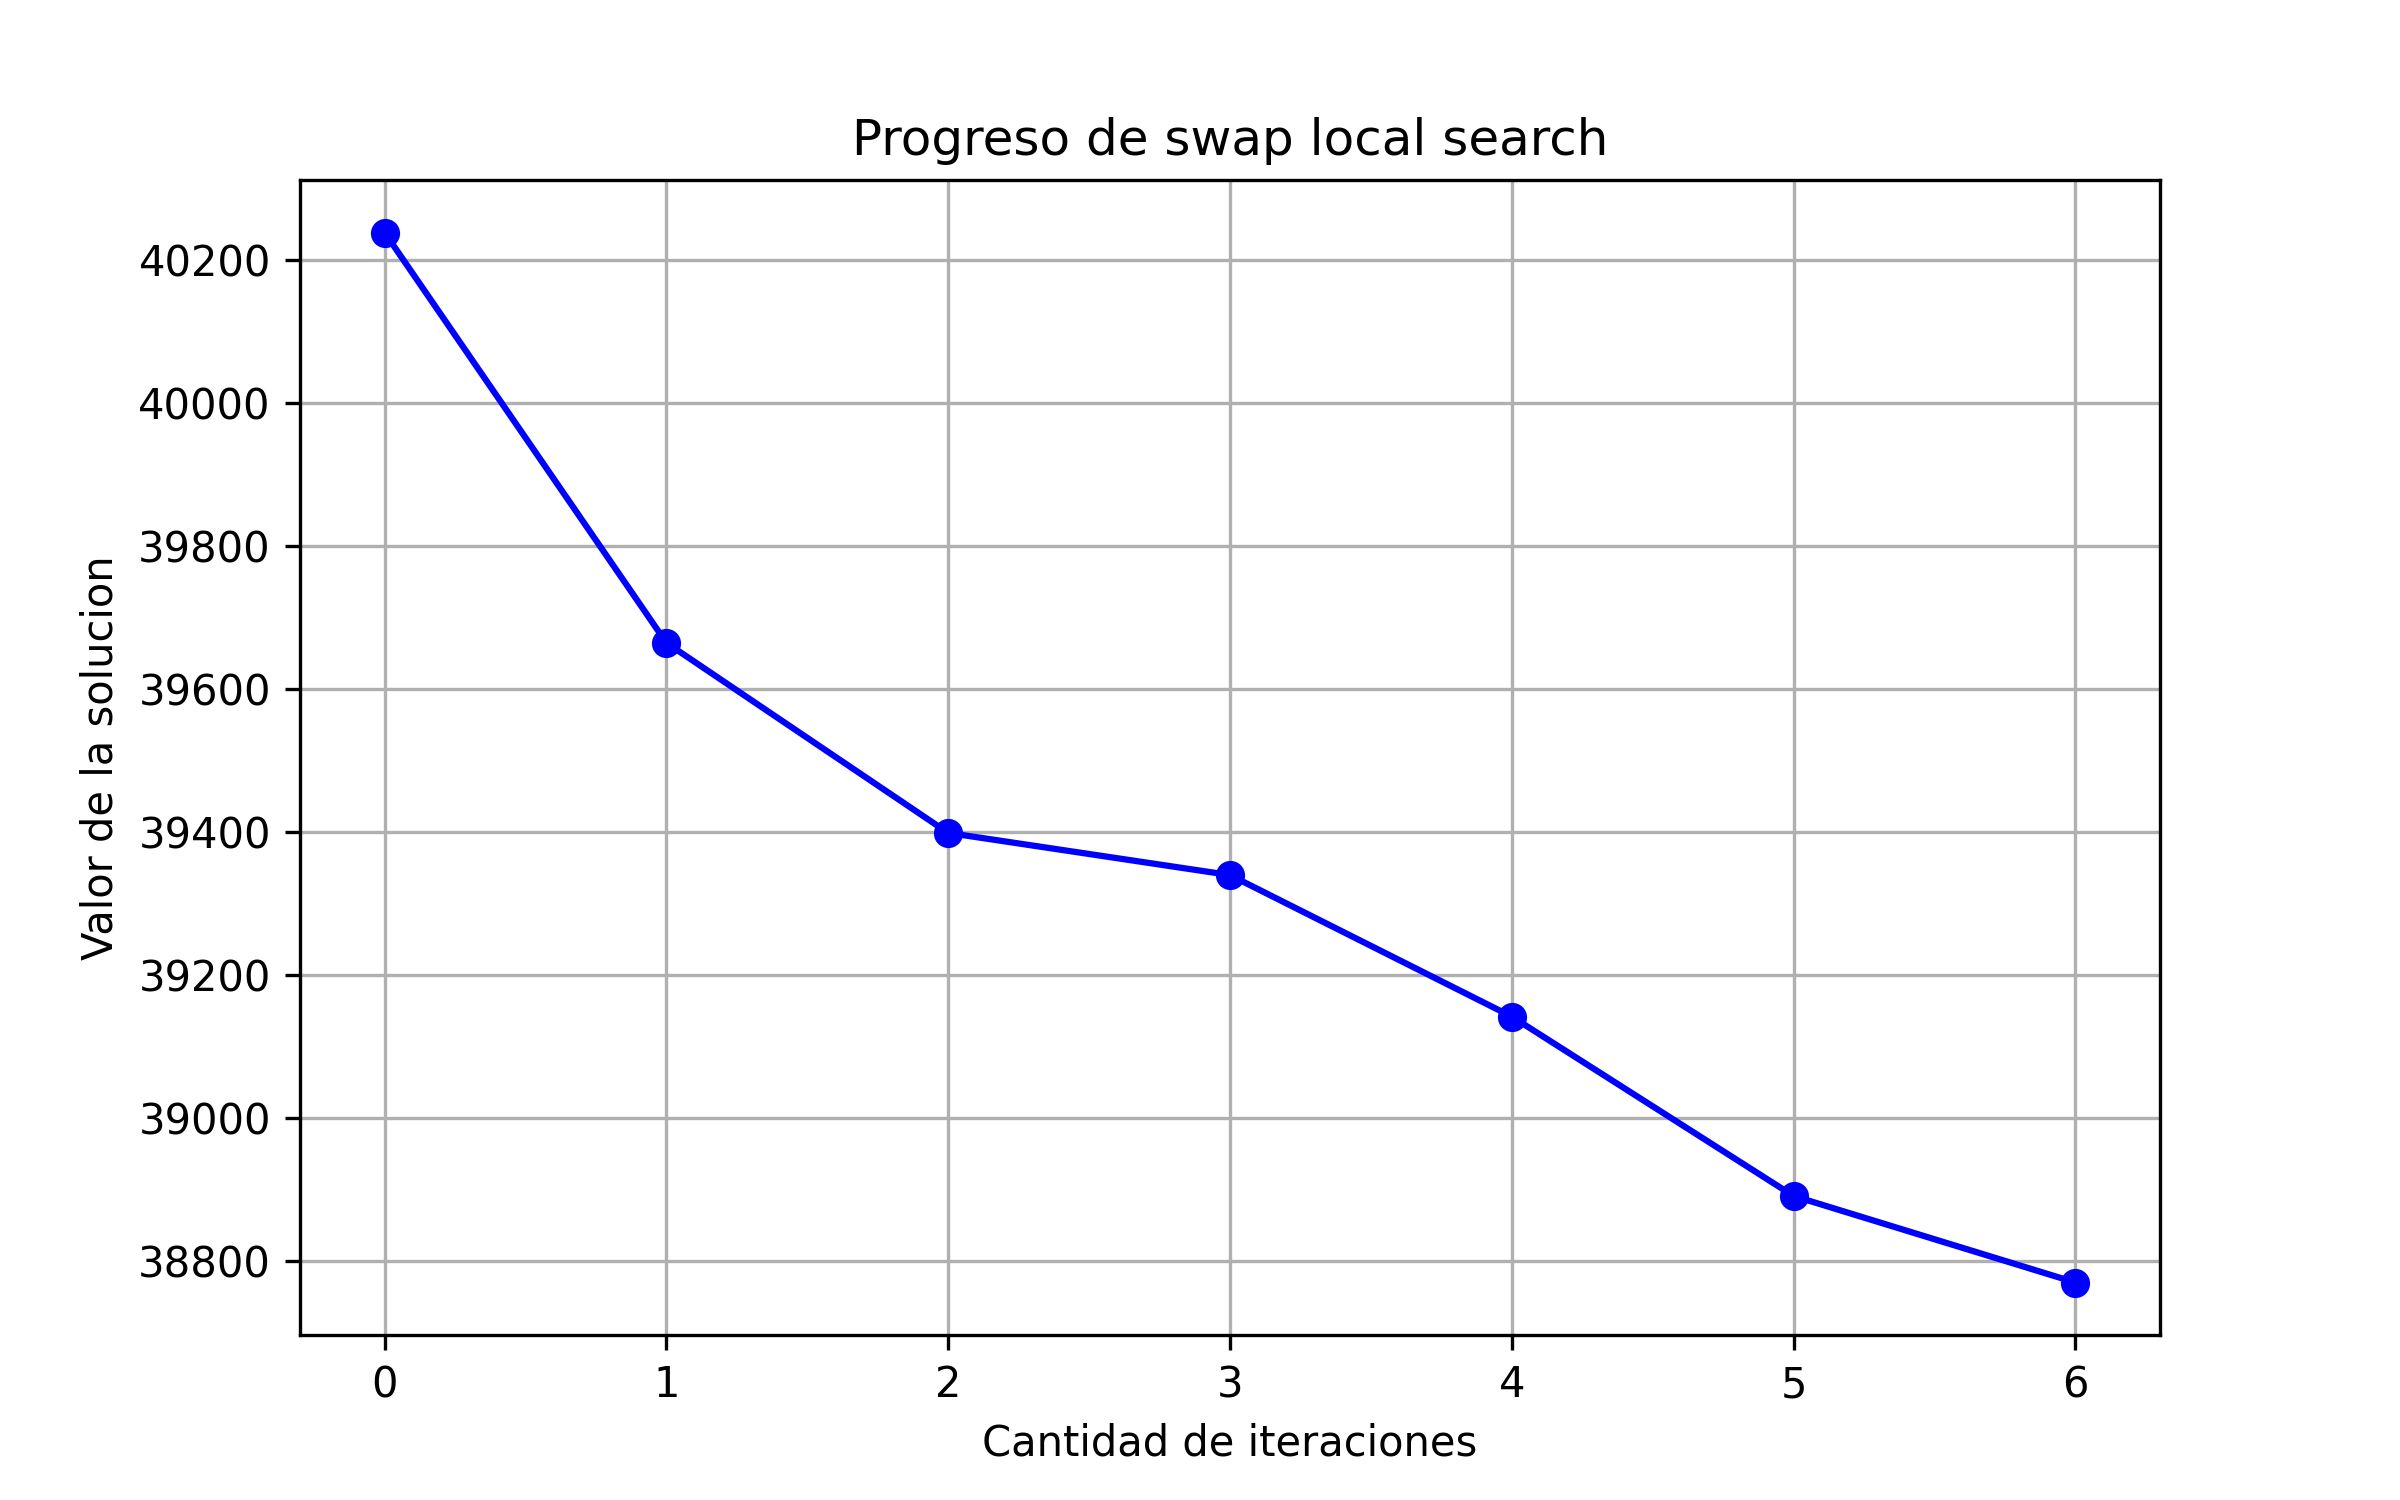 Progreso de swap local search
Valor de la solucion
40200
40000
39800
39600
39400
39200
39000
38800
0 1 2 3 4 5 6
Cantidad de iteraciones